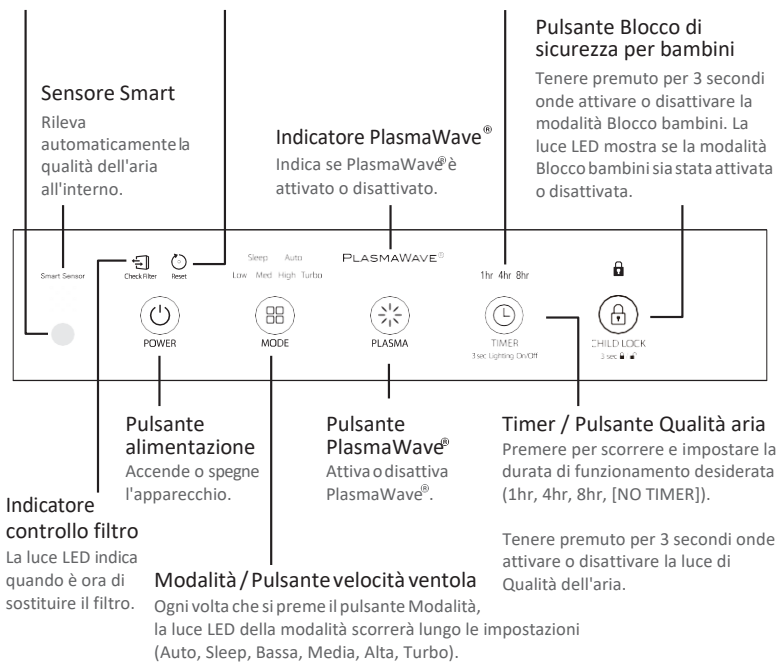 Pulsante Blocco di
sicurezza per bambini
Tenere premuto per 3 secondi
onde attivare o disattivare la
modalità Blocco bambini. La
luce LED mostra se la modalità
Blocco bambini sia stata attivata
o disattivata.
Sensore Smart
Rileva
automaticamente la
qualità dell'aria
all'interno.
Indicatore PlasmaWave®
Indica se PlasmaWave® è
attivato o disattivato.
Smart Sensor
Check Filter
Reset
Sleep Auto
Low Med High Turbo
PLASMAWAVE®
1hr 4hr 8hr
POWER
MODE
PLASMA
TIMER
3 sec Lighting On/Off
CHILD LOCK
3 sec
Pulsante
alimentazione
Accende o spegne
l'apparecchio.
Pulsante
PlasmaWave®
Attiva o disattiva
PlasmaWave®.
Timer / Pulsante Qualità aria
Premere per scorrere e impostare la
durata di funzionamento desiderata
(1hr, 4hr, 8hr, [NO TIMER]).
Tenere premuto per 3 secondi onde
attivare o disattivare la luce di
Qualità dell'aria.
Indicatore
controllo filtro
La luce LED indica
quando è ora di
sostituire il filtro.
Modalità / Pulsante velocità ventola
Ogni volta che si preme il pulsante Modalità,
la luce LED della modalità scorrerà lungo le impostazioni
(Auto, Sleep, Bassa, Media, Alta, Turbo).